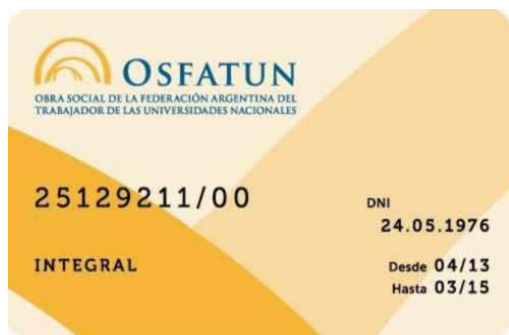 OSFATUN
OBRA SOCIAL DE LA FEDERACIÓN ARGENTINA DEL
TRABAJADOR DE LAS UNIVERSIDADES NACIONALES
25129211/00
DNI
24.05.1976
INTEGRAL
Desde 04/13
Hasta 03/15